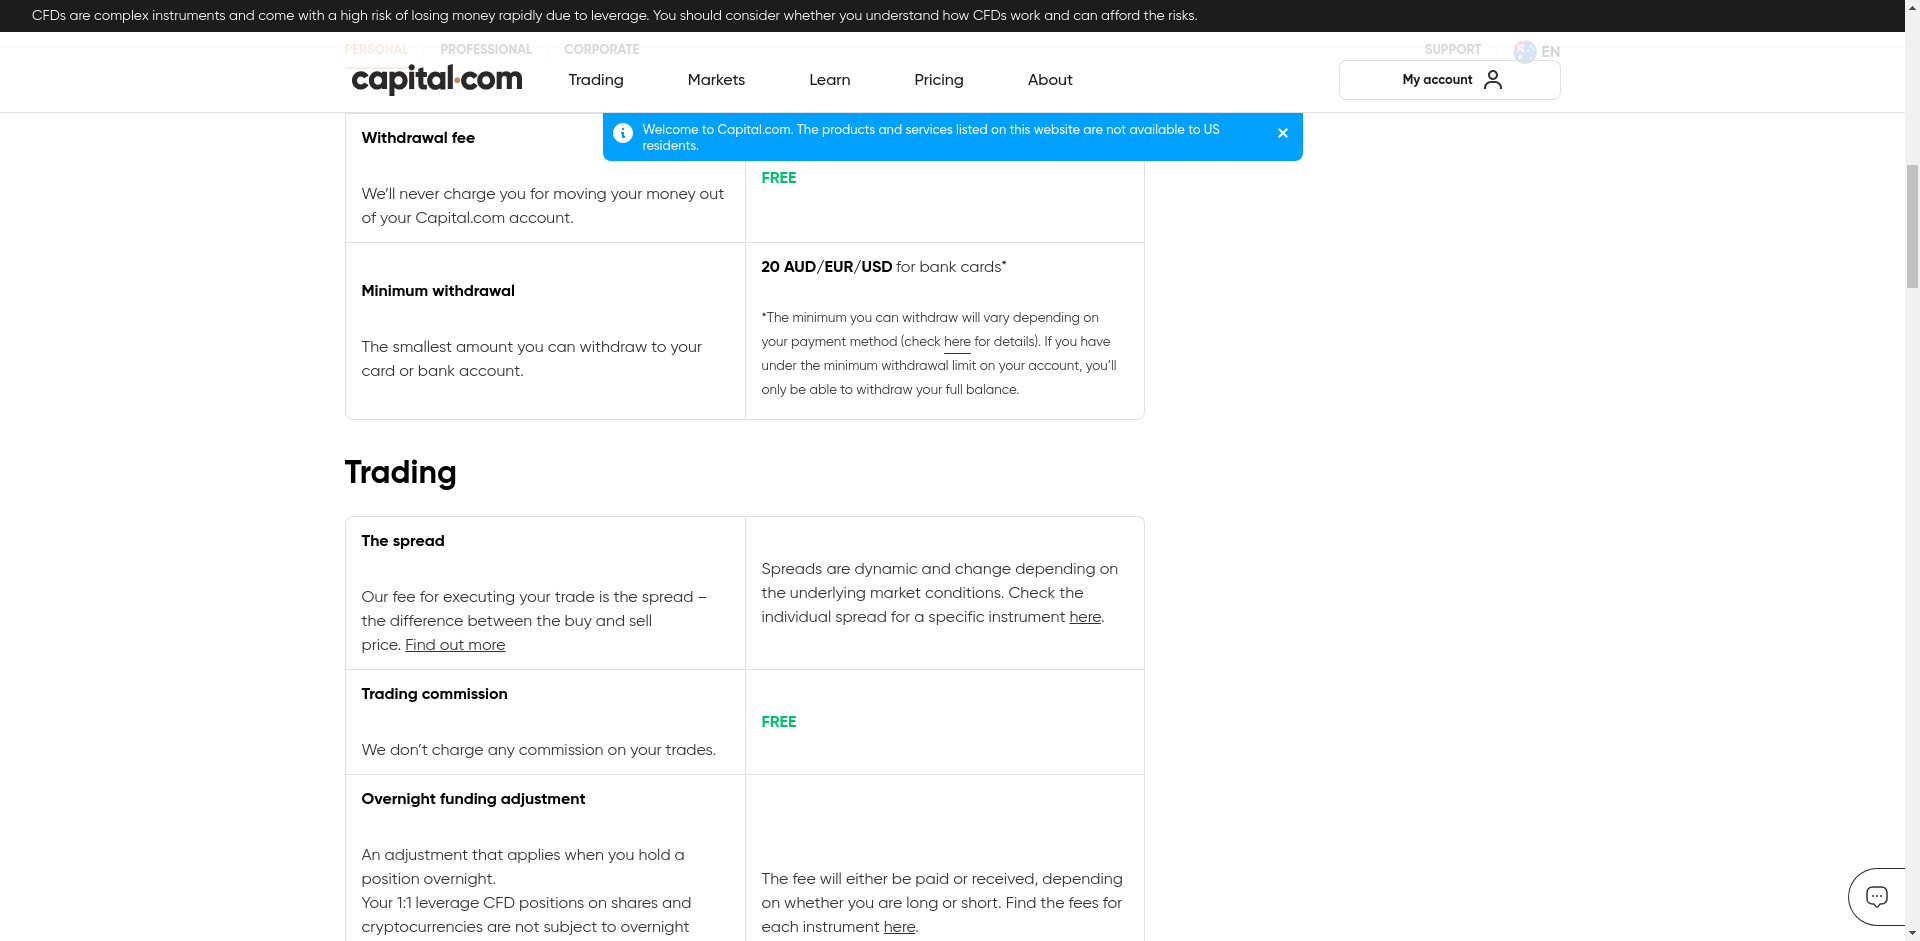 CFDs are complex instruments and come with a high risk of losing money rapidly due to leverage. You should consider whether you understand how CFDs work and can afford the risks.
PERSONAL PROFESSIONAL CORPORATE SUPPORT EN
capital.com Trading Markets Learn Pricing About My account
Welcome to Capital.com. The products and services listed on this website are not available to US
residents.
Withdrawal fee
We’ll never charge you for moving your money out
of your Capital.com account.
FREE
Minimum withdrawal
The smallest amount you can withdraw to your
card or bank account.
20 AUD/EUR/USD for bank cards*
*The minimum you can withdraw will vary depending on
your payment method (check here for details). If you have
under the minimum withdrawal limit on your account, you’ll
only be able to withdraw your full balance.
Trading
The spread
Our fee for executing your trade is the spread –
the difference between the buy and sell
price. Find out more
Spreads are dynamic and change depending on
the underlying market conditions. Check the
individual spread for a specific instrument here.
Trading commission
We don’t charge any commission on your trades.
FREE
Overnight funding adjustment
An adjustment that applies when you hold a
position overnight.
Your 1:1 leverage CFD positions on shares and
cryptocurrencies are not subject to overnight
The fee will either be paid or received, depending
on whether you are long or short. Find the fees for
each instrument here.